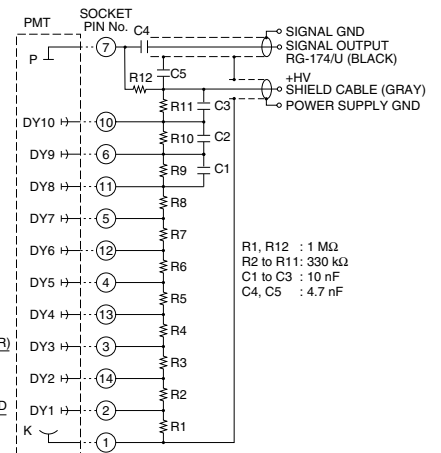 PMT
SOCKET
PIN No.
C4
SIGNAL GND
SIGNAL OUTPUT
RG-174/U (BLACK)
P
7
C5
+HV
SHIELD CABLE (GRAY)
POWER SUPPLY GND
R12
R11
C3
DY10
10
R10
C2
DY9
6
R9
C1
DY8
11
R8
DY7
5
R7
DY6
12
R6
DY5
4
R5
DY4
13
R4
DY3
3
R3
DY2
14
R2
DY1
2
R1
K
1
R1, R12 : 1 MΩ
R2 to R11: 330 kΩ
C1 to C3 : 10 nF
C4, C5 : 4.7 nF
R)
D